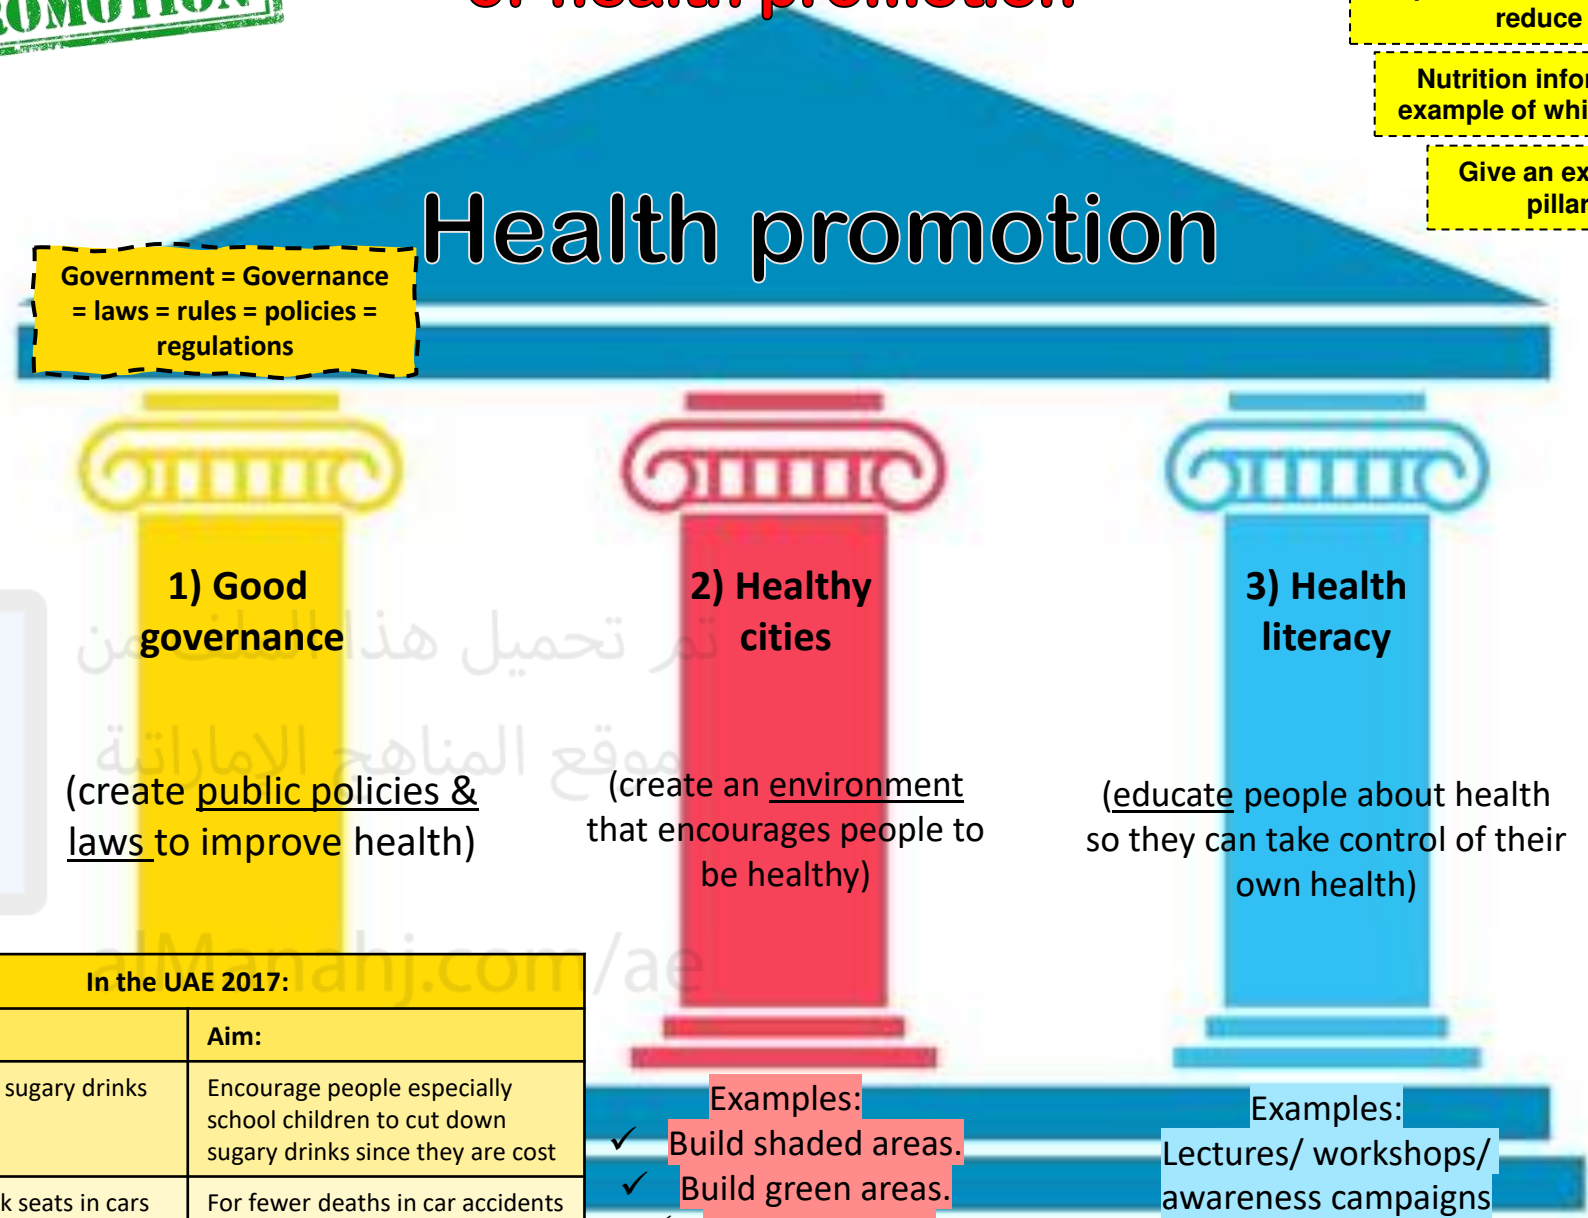 PROMOTION
of health promotion
reduce
Nutrition infor
example of whi
Give an ex
pillar
Health promotion
Government = Governance
= laws = rules = policies =
regulations
1) Good
governance
2) Healthy
cities
3) Health
literacy
تم تحميل هذا الملف من
موقع المناهج الإماراتية
alManahj.com/ae
(create public policies &
laws to improve health)
(create an environment
that encourages people to
be healthy)
(educate people about health
so they can take control of their
own health)
In the UAE 2017:
Aim:
sugary drinks
Encourage people especially
school children to cut down
sugary drinks since they are cost
k seats in cars
For fewer deaths in car accidents
Examples:
✓ Build shaded areas.
✓ Build green areas.
Examples:
Lectures/ workshops/
awareness campaigns